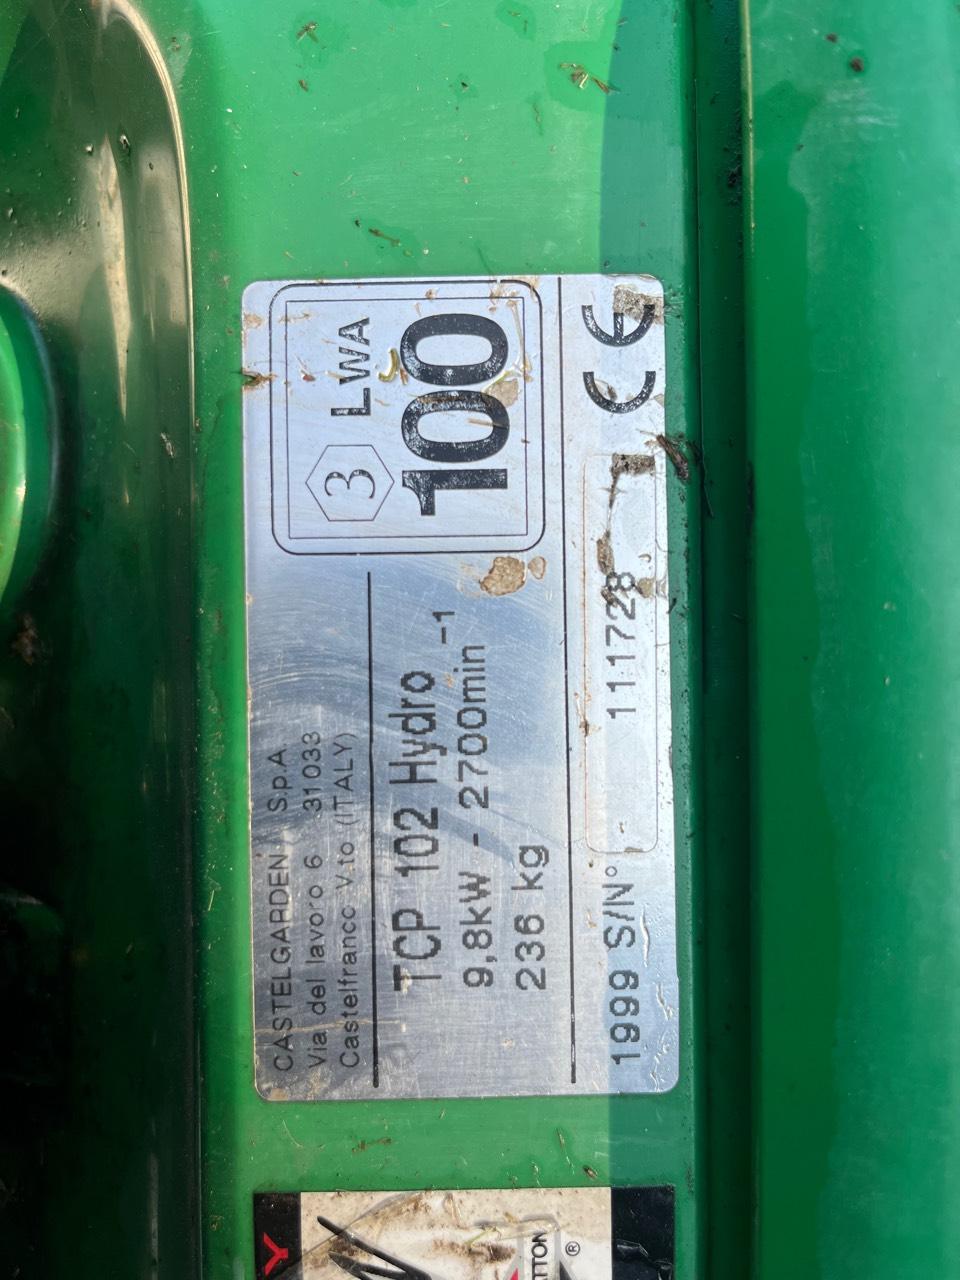 CASTELGARDEN S.p.A.
Via del lavoro 6 31033
Castelfranco V.to (ITALY)
3 LWA
100
TCP 102 Hydro
9,8kW - 2700min⁻¹
236 kg
1999 S/N° 111728
CE
Y
TTON
®